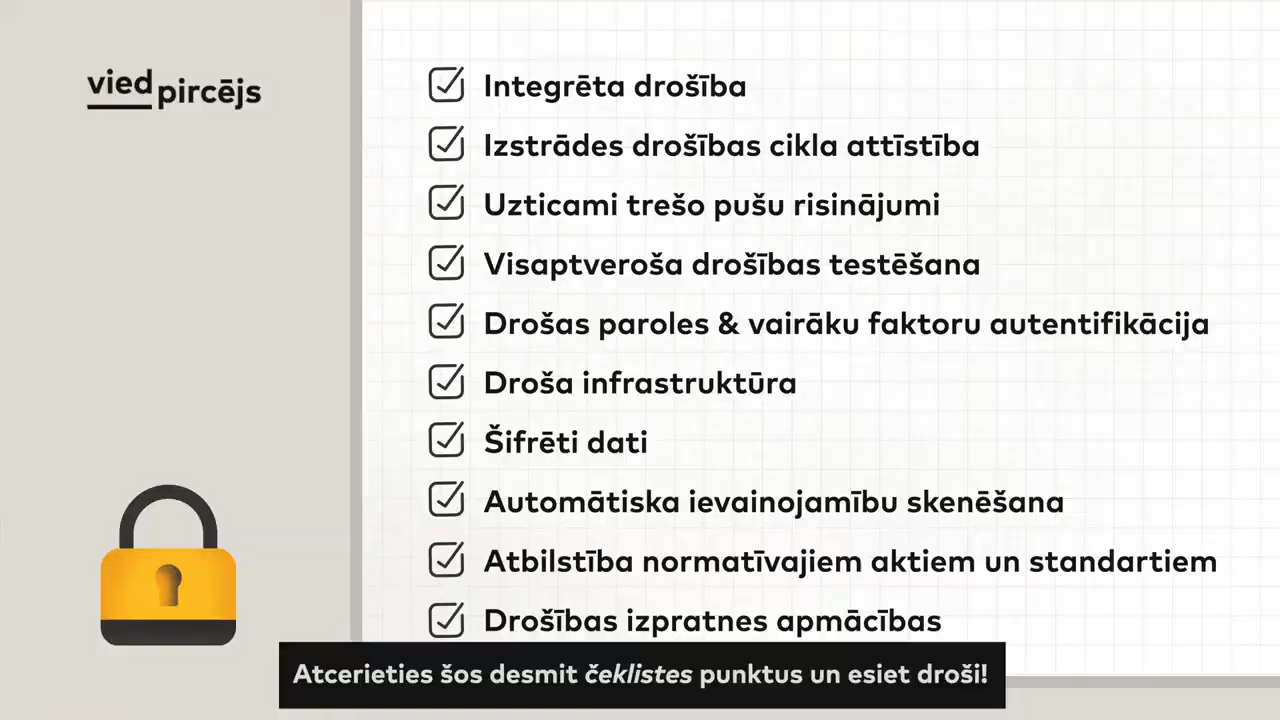 vied pircējs
Integrēta drošība
Izstrādes drošības cikla attīstība
Uzticami trešo pušu risinājumi
Visaptveroša drošības testēšana
Drošas paroles & vairāku faktoru autentifikācija
Droša infrastruktūra
Šifrēti dati
Automātiska ievainojamību skenēšana
Atbilstība normatīvajiem aktiem un standartiem
Drošības izpratnes apmācības
Atcerieties šos desmit čeklistes punktus un esiet droši!